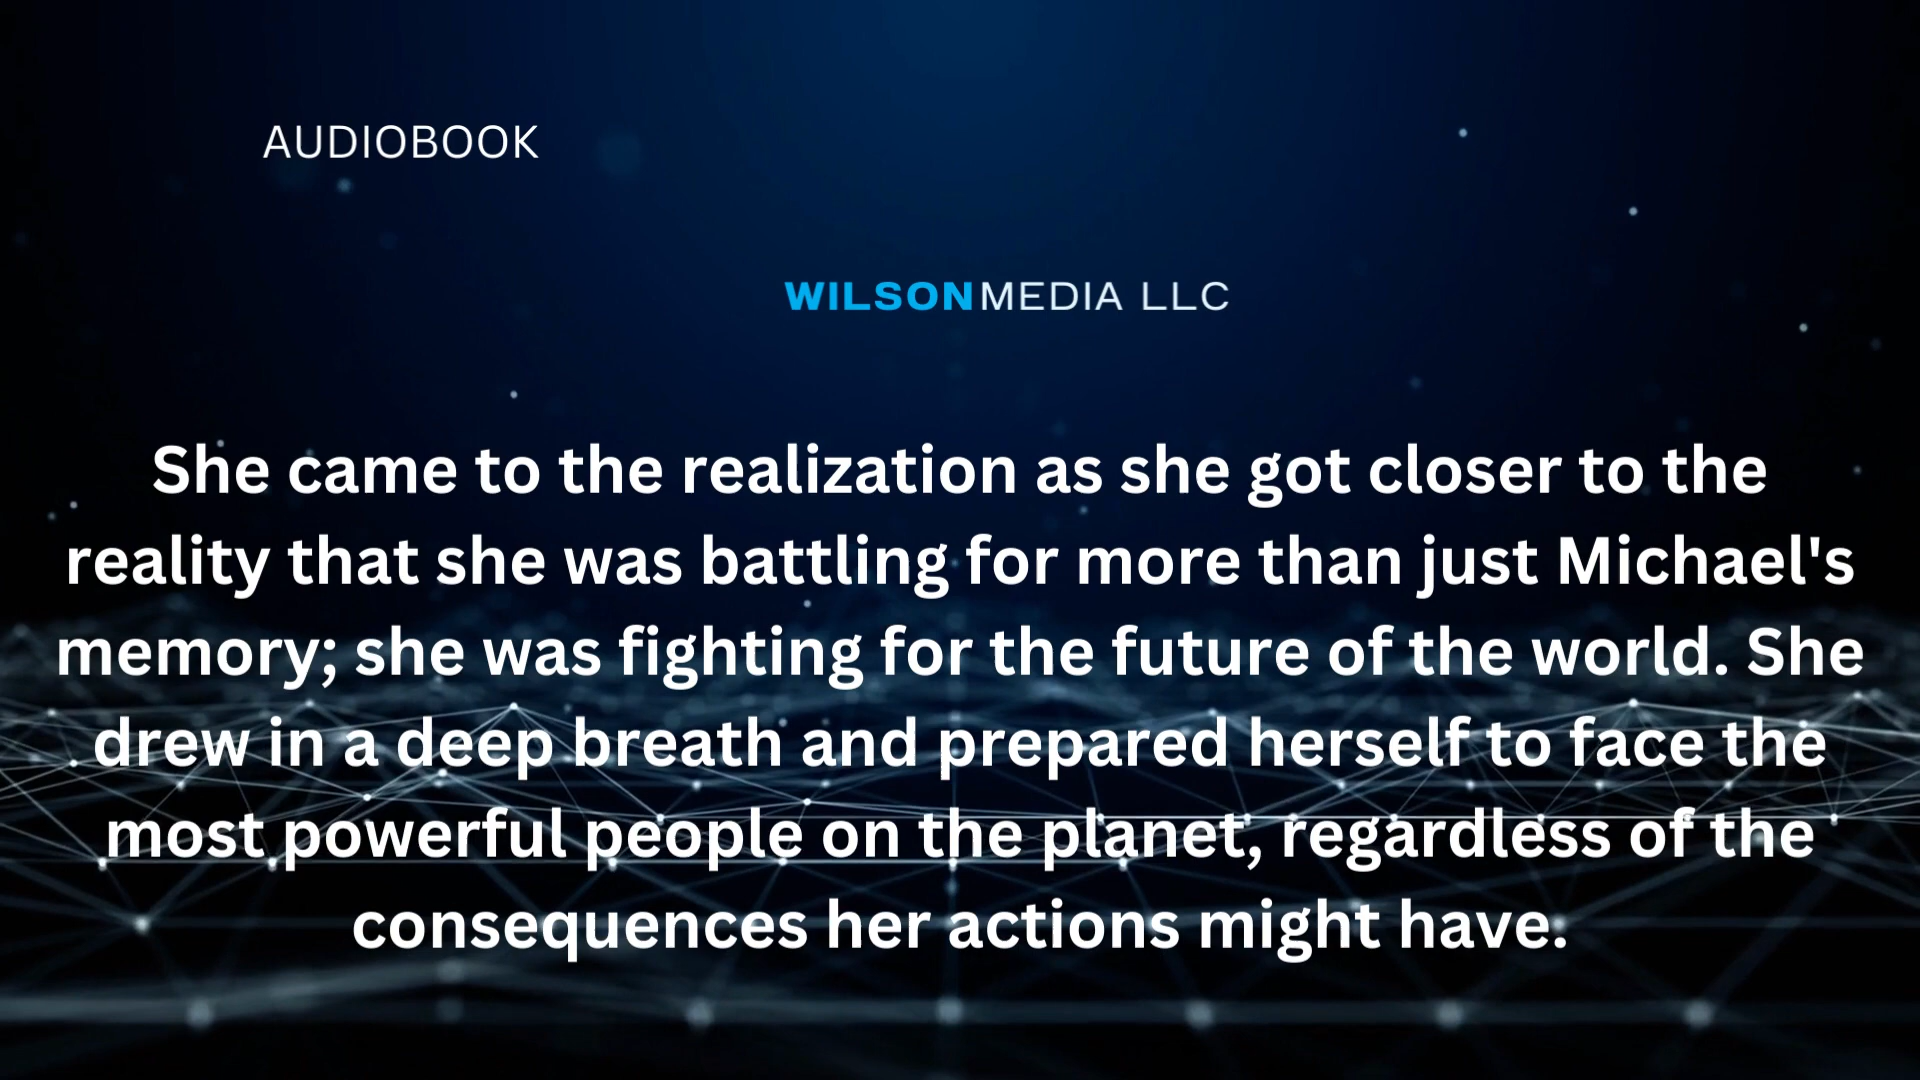 AUDIOBOOK
WILSONMEDIA LLC
She came to the realization as she got closer to the
reality that she was battling for more than just Michael's
memory; she was fighting for the future of the world. She
drew in a deep breath and prepared herself to face the
most powerful people on the planet, regardless of the
consequences her actions might have.